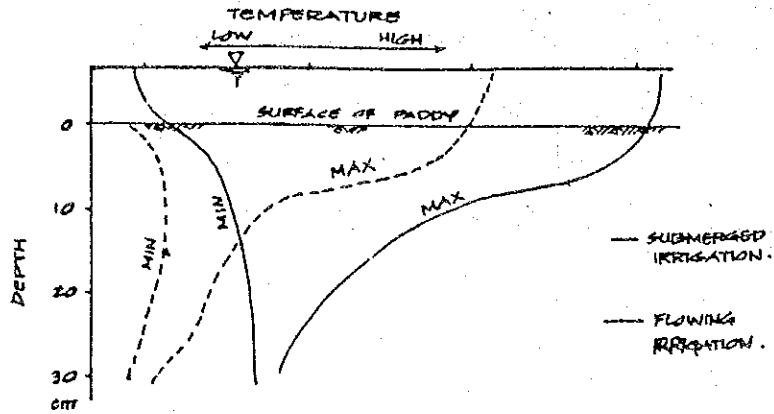 TEMPERATURE
LOW HIGH
SURFACE OF PADDY
0
10
20
30
cm
DEPTH
MIN
MIN
MAX
MAX
SUBMERGED
IRRIGATION.
FLOWING
IRRIGATION.